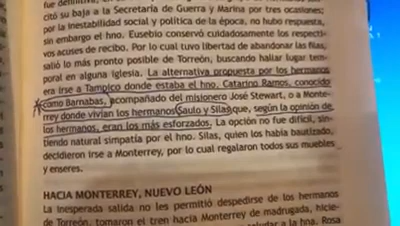 fue definitiva,
citó su baja a la Secretaría de Guerra y Marina por tres ocasiones;
por la inestabilidad social y política de la época, no hubo respuesta,
sin embargo el hno. Eusebio conservó cuidadosamente los respecti-
vos acuses de recibo. Por lo cual tuvo libertad de abandonar las filas,
salió lo más pronto posible de Torreón, buscando hallar lugar tem-
poral en alguna iglesia. La alternativa propuesta por los hermanos
era irse a Tampico donde estaba el hno. Catarino Ramos, conocido
como Barnabas, acompañado del misionero José Stewart, o a Monte-
rrey donde vivían los hermanos Saulo y Silas que, según la opinión de
los hermanos, eran los más esforzados. La opción no fue difícil, sin-
tiendo natural simpatía por el hno. Silas, quien los había bautizado,
decidieron irse a Monterrey, por lo cual regalaron todos sus muebles
y enseres.
HACIA MONTERREY, NUEVO LEÓN
La inesperada salida no les permitió despedirse de los hermanos
de Torreón, tomaron el tren hacia Monterrey de madrugada, hicie-
hno. Rosa